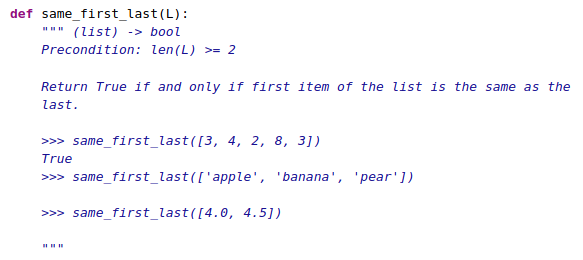 def same_first_last(L):
    """ (list) -> bool
    Precondition: len(L) >= 2

    Return True if and only if first item of the list is the same as the
    last.

    >>> same_first_last([3, 4, 2, 8, 3])
    True
    >>> same_first_last(['apple', 'banana', 'pear'])

    >>> same_first_last([4.0, 4.5])

    """